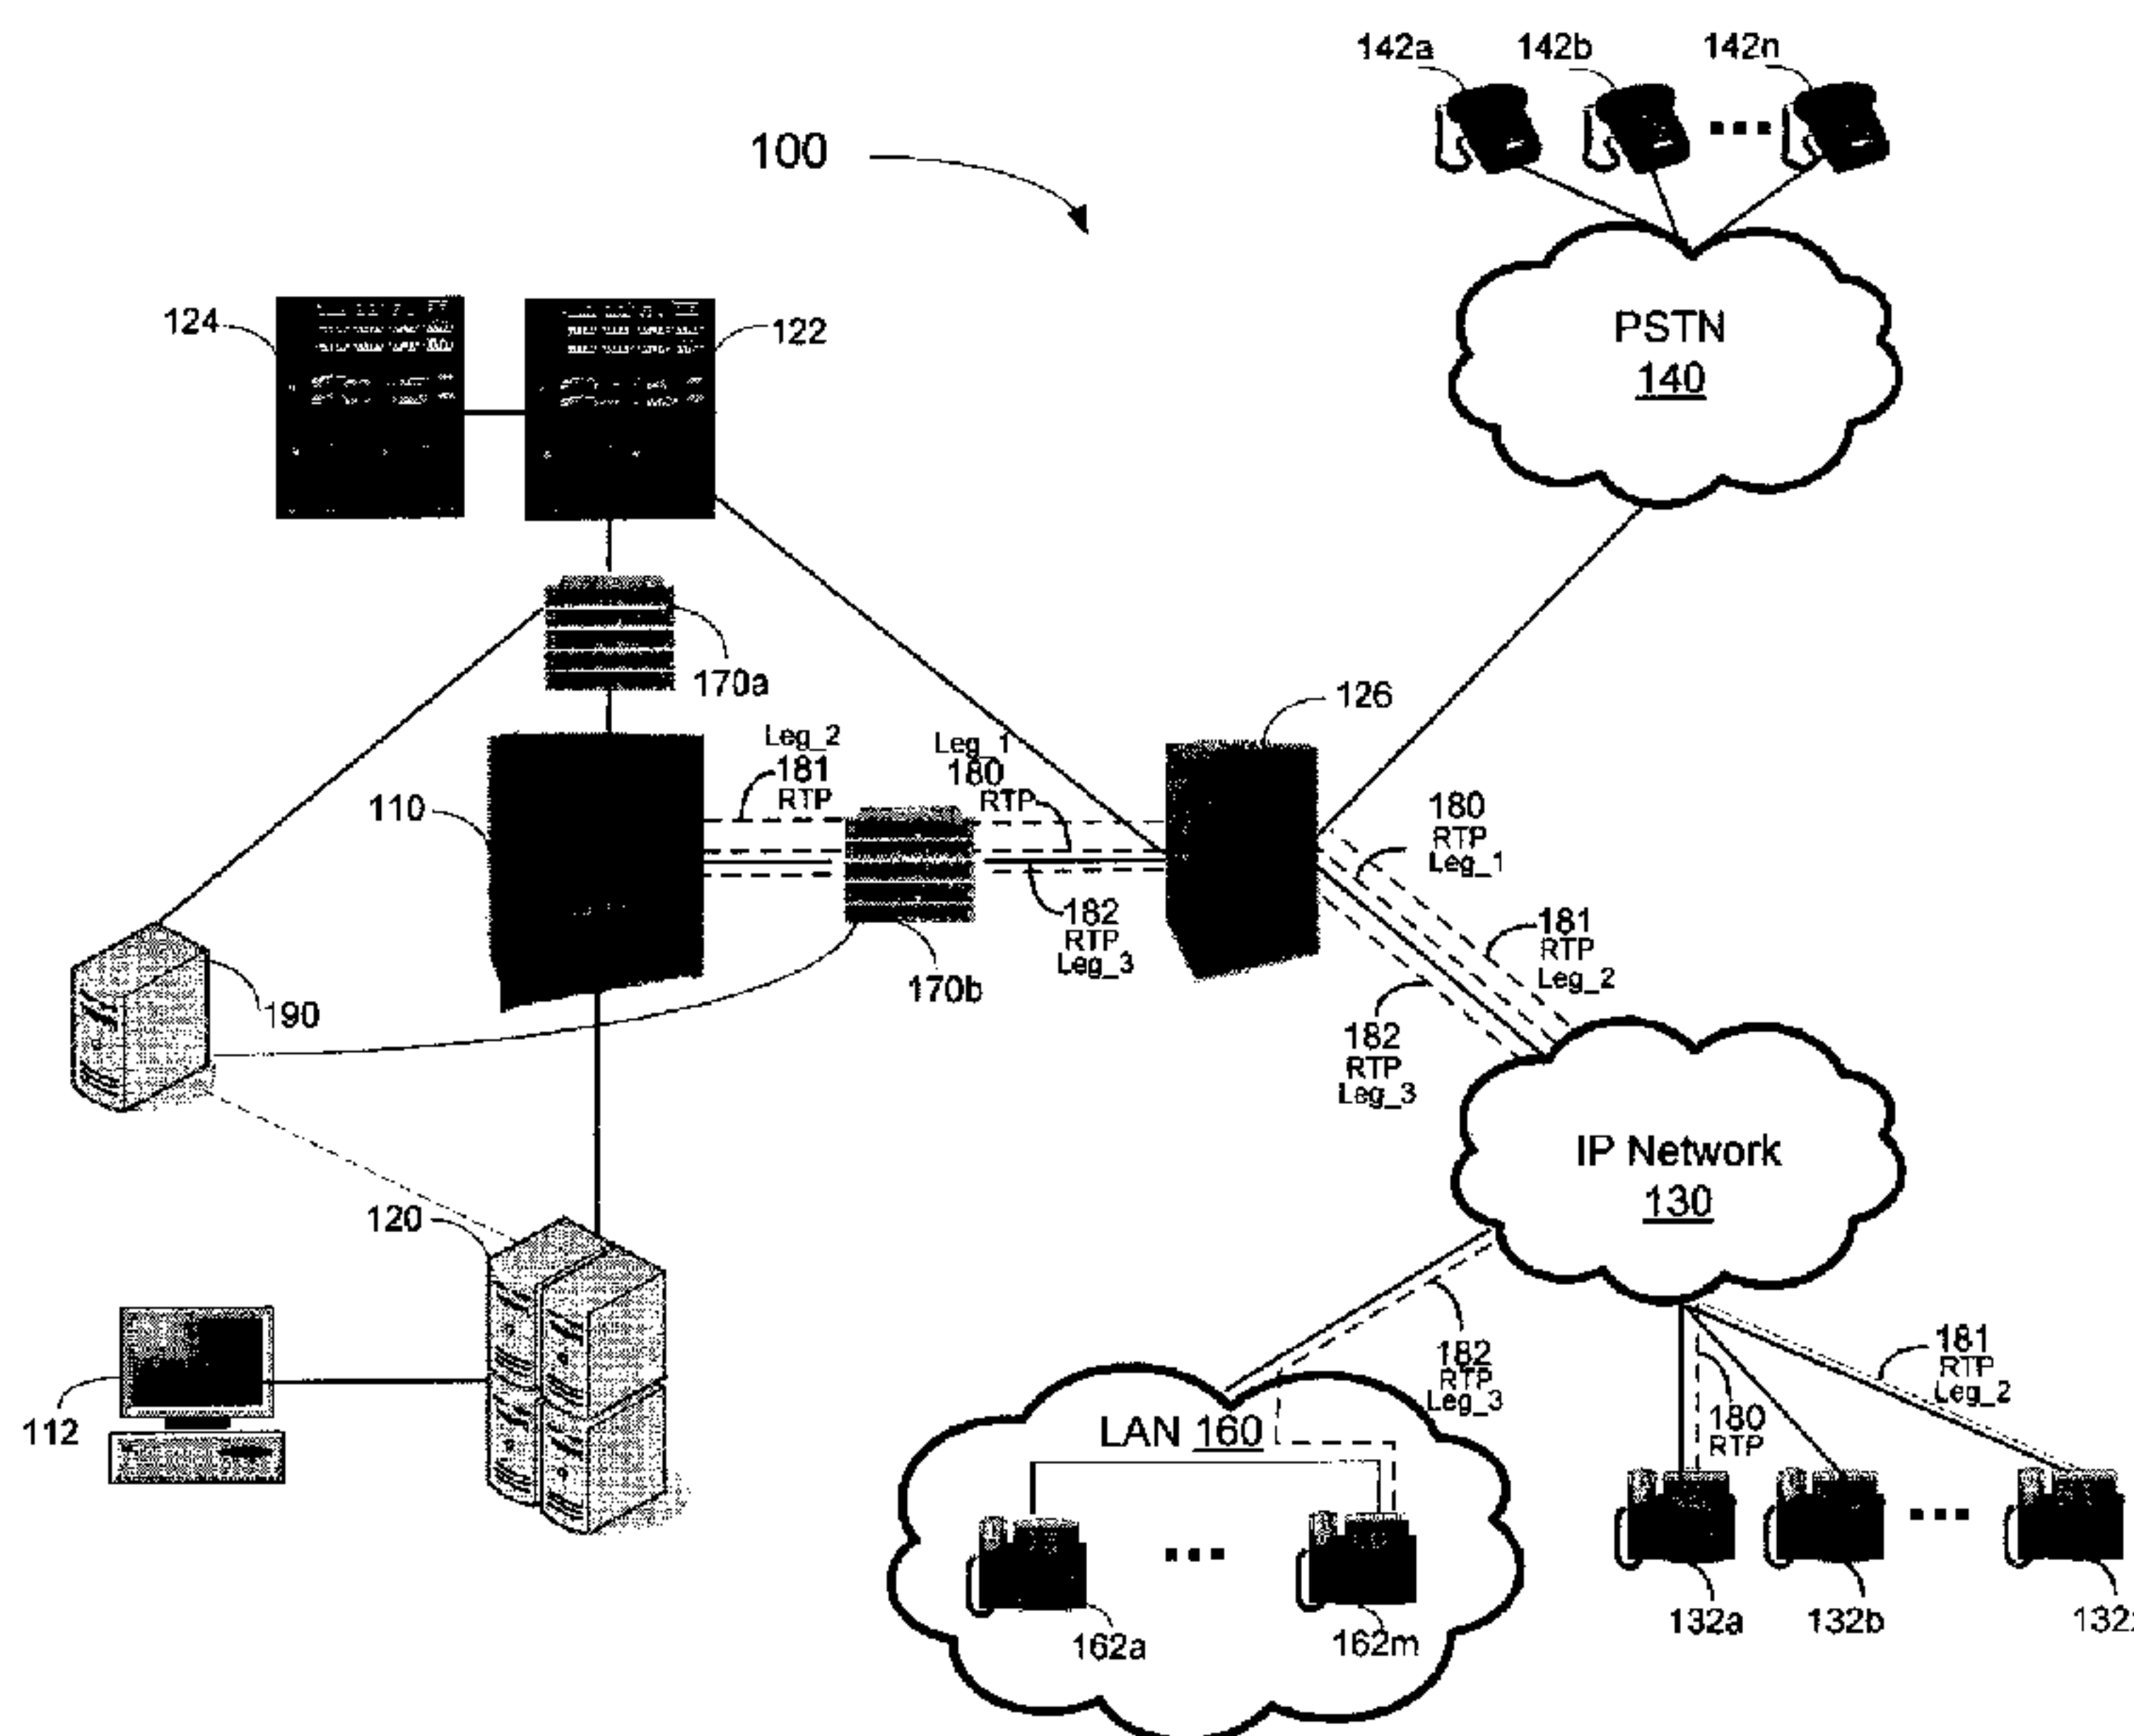 142a 142b 142n
100
PSTN
140
124
122
170a
126
Leg_2
181
RTP
Leg_1
180
RTP
110
180
RTP
Leg_1
182
RTP
Leg_3
170b
181
RTP
Leg_2
190
182
RTP
Leg_3
IP Network
130
120
182
RTP
Leg_3
181
RTP
Leg_2
180
RTP
112
LAN 160
162a
162m
132a
132b